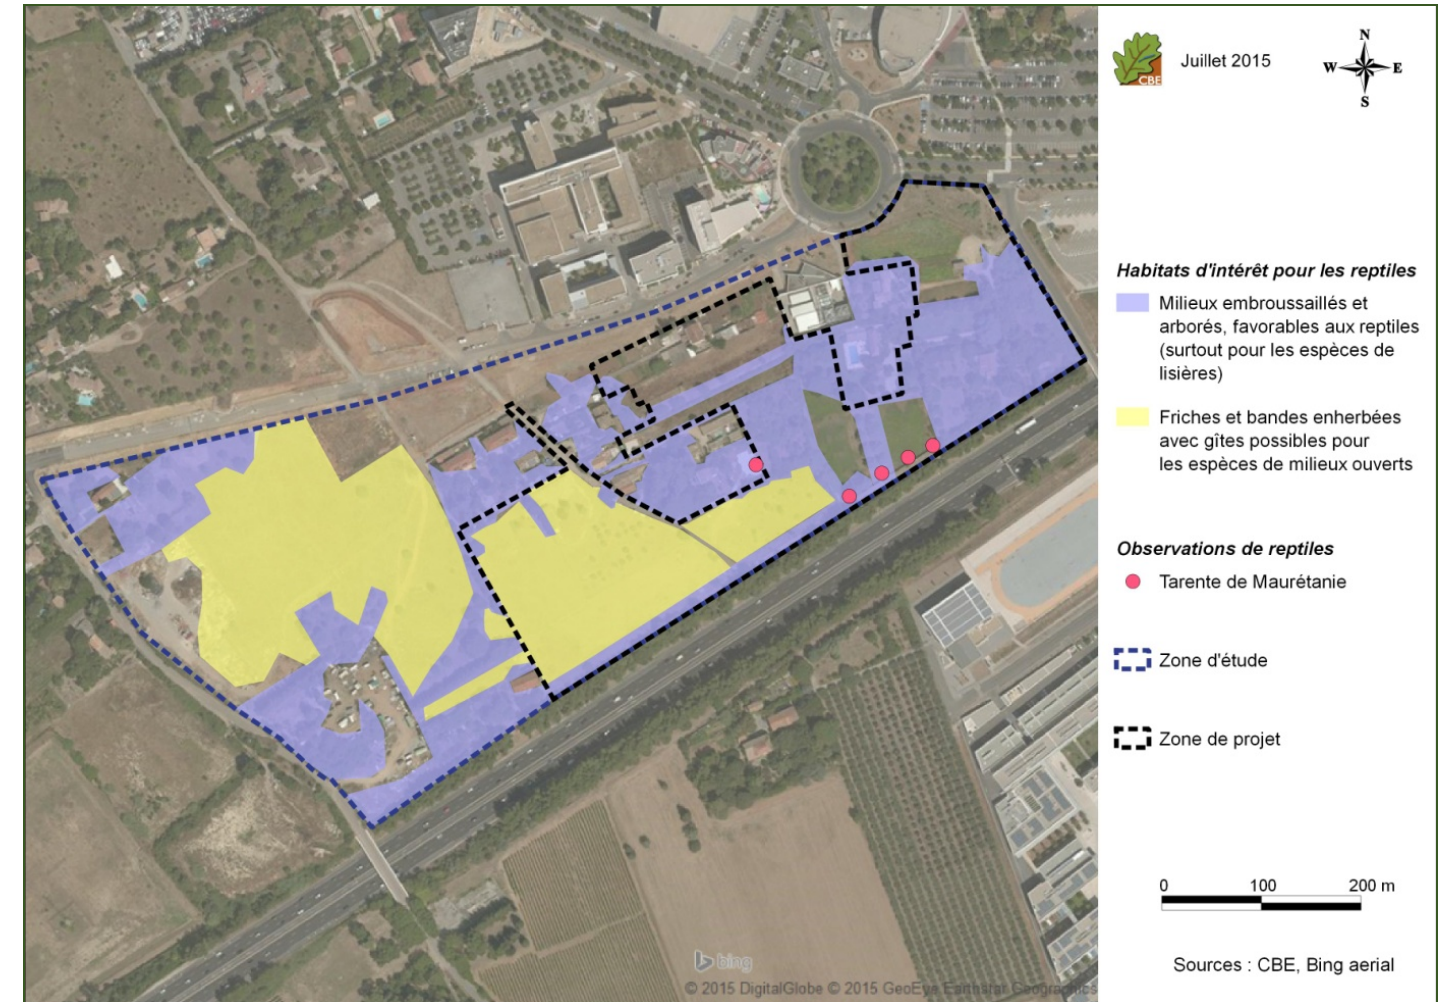 CBE
Juillet 2015
N
W E
S
Habitats d'intérêt pour les reptiles
Milieux embroussaillés et
arborés, favorables aux reptiles
(surtout pour les espèces de
lisières)
Friches et bandes enherbées
avec gîtes possibles pour
les espèces de milieux ouverts
Observations de reptiles
Tarente de Maurétanie
Zone d'étude
Zone de projet
0 100 200 m
Sources : CBE, Bing aerial
bing
© 2015 DigitalGlobe © 2015 GeoEye Earthstar Geographics